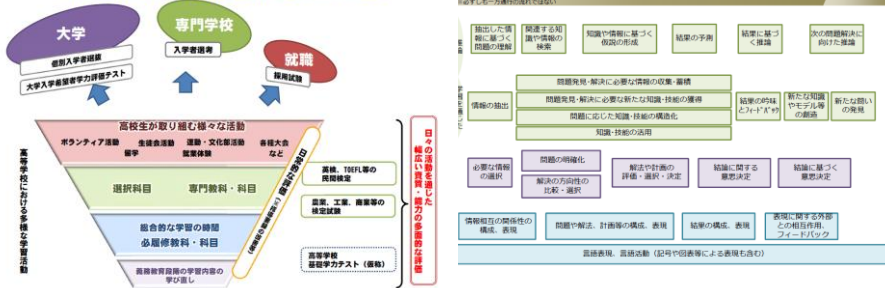 大学
個別入学者選抜
大学入学希望者学力評価テスト
専門学校
入学者選考
就職
採用試験
高校生が取り組む様々な活動
ボランティア活動 生徒会活動 運動・文化部活動 各種大会
留学 就業体験 など
選択科目 専門教科・科目
総合的な学習の時間
必履修教科・科目
義務教育段階の学習内容の
学び直し
高等学校における多様な学習活動
日常的な評価
英検、TOEFL等の
民間検定
農業、工業、商業等の
検定試験
高等学校
基礎学力テスト（仮称）
日々の活動を通じた
幅広い資質・能力の多面的な評価
抽出した情
報に基づく
問題の理解
関連する知
識や情報の
検索
知識や情報に基づく
仮説の形成
結果の予測
結果に基づ
く推論
次の問題解決に
向けた推論
情報の抽出
問題発見・解決に必要な情報の収集・蓄積
問題発見・解決に必要な新たな知識・技能の獲得
問題に応じた知識・技能の構造化
知識・技能の活用
結果の吟味
とフィードバック
新たな知識
やモデル等
の創造
新たな問い
の発見
必要な情報
の選択
問題の明確化
解決の方向性の
比較・選択
解法や計画の
評価・選択・決定
結論に関する
意思決定
結論に基づく
意思決定
情報相互の関係性の
構成、表現
問題や解法、計画等の構成、表現
結果の構成、表現
表現に関する外部
との相互作用、
フィードバック
言語表現、言語活動（記号や図表等による表現も含む）